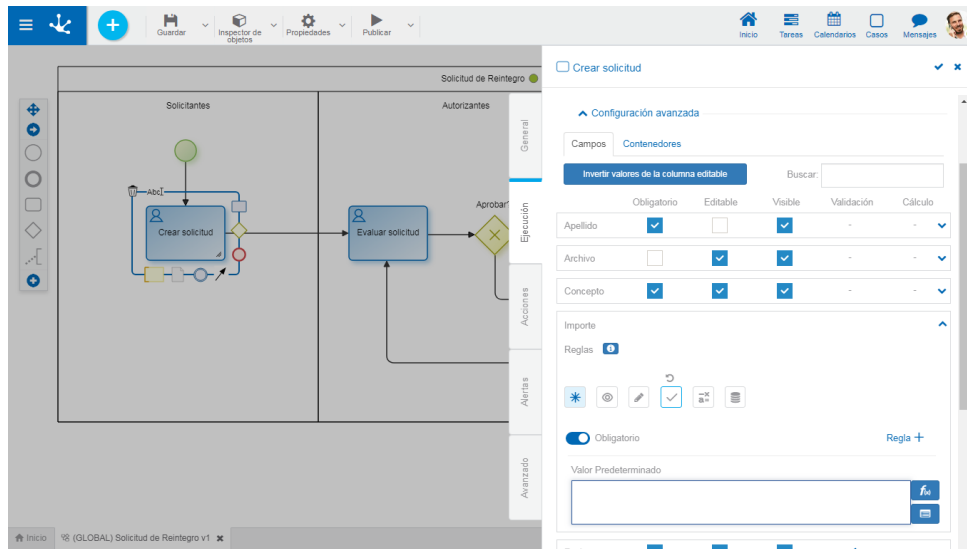 Guardar
Inspector de
objetos
Propiedades
Publicar
Inicio
Tareas
Calendarios
Casos
Mensajes
Solicitud de Reintegro
Solicitantes
Autorizantes
Abc
Crear solicitud
Evaluar solicitud
Aprobar?
General
Ejecución
Acciones
Alertas
Avanzado
Crear solicitud
Configuración avanzada
Campos
Contenedores
Invertir valores de la columna editable
Buscar:
Obligatorio Editable Visible Validación Cálculo
Apellido - -
Archivo - -
Concepto - -
Importe
Reglas
Obligatorio
Regla +
Valor Predeterminado
Inicio
(GLOBAL) Solicitud de Reintegro v1